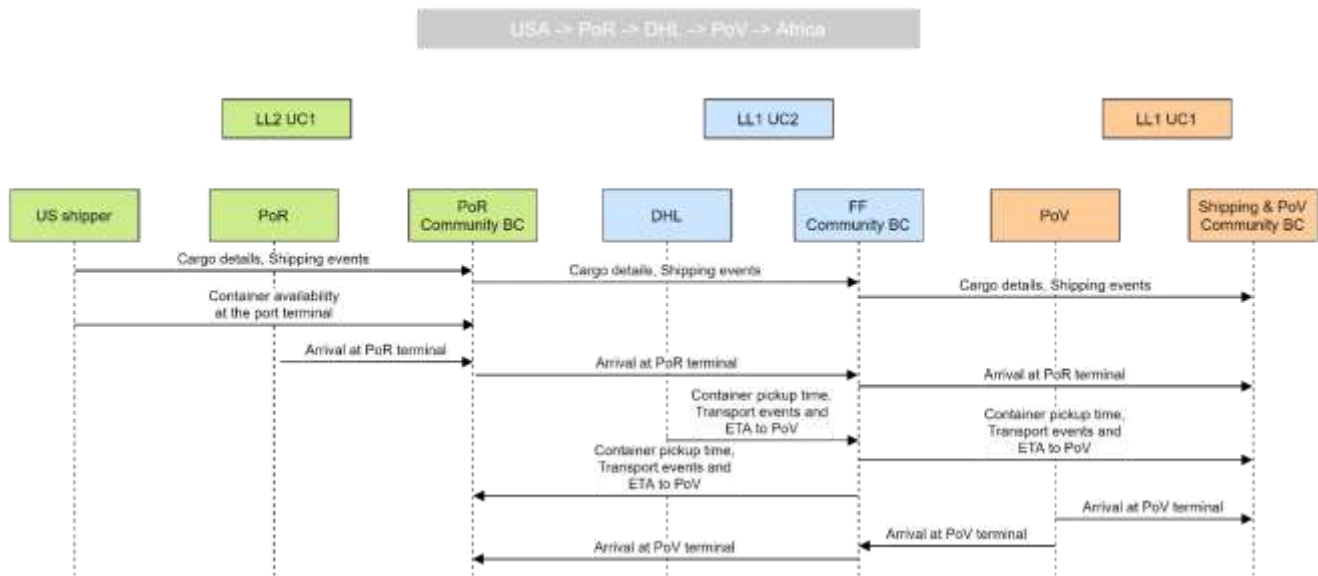 USA -> PoR -> DHL -> PoV -> Africa
LL2 UC1
LL1 UC2
LL1 UC1
US shipper
PoR
PoR
Community BC
DHL
FF
Community BC
PoV
Shipping & PoV
Community BC
Cargo details, Shipping events
Cargo details, Shipping events
Cargo details, Shipping events
Container availability
at the port terminal
Arrival at PoR terminal
Arrival at PoR terminal
Arrival at PoR terminal
Container pickup time,
Transport events and
ETA to PoV
Container pickup time,
Transport events and
ETA to PoV
Container pickup time,
Transport events and
ETA to PoV
Arrival at PoV terminal
Arrival at PoV terminal
Arrival at PoV terminal